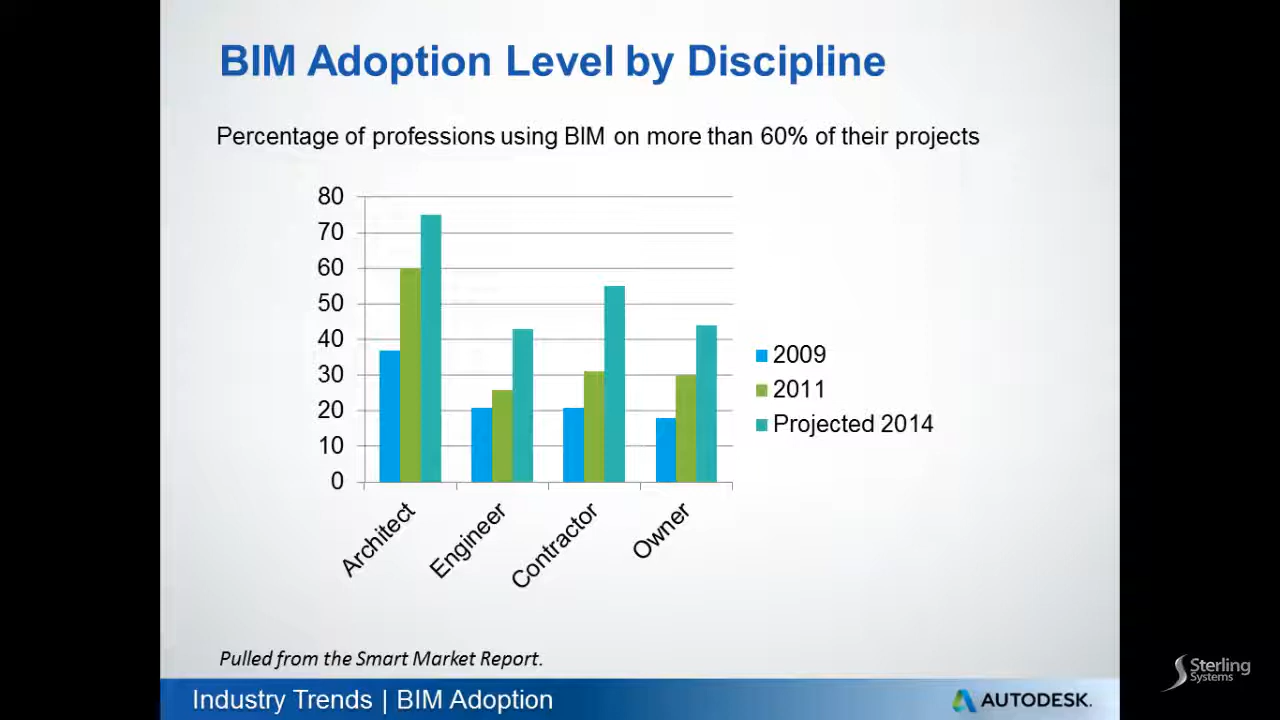 BIM Adoption Level by Discipline
Percentage of professions using BIM on more than 60% of their projects
80
70
60
50
40
30
20
10
0
Architect
Engineer
Contractor
Owner
2009
2011
Projected 2014
Pulled from the Smart Market Report.
Industry Trends | BIM Adoption
AUTODESK.
Sterling
Systems